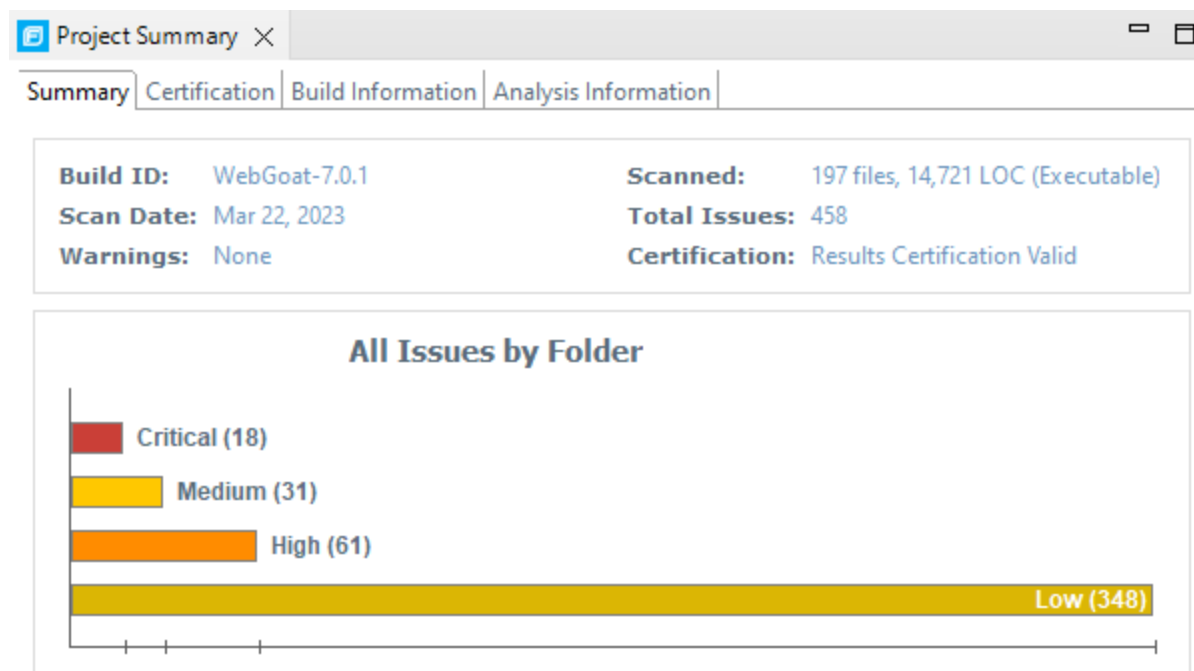 Project Summary
Summary Certification Build Information Analysis Information
Build ID: WebGoat-7.0.1 Scanned: 197 files, 14,721 LOC (Executable)
Scan Date: Mar 22, 2023 Total Issues: 458
Warnings: None Certification: Results Certification Valid
All Issues by Folder
Critical (18)
Medium (31)
High (61)
Low (348)